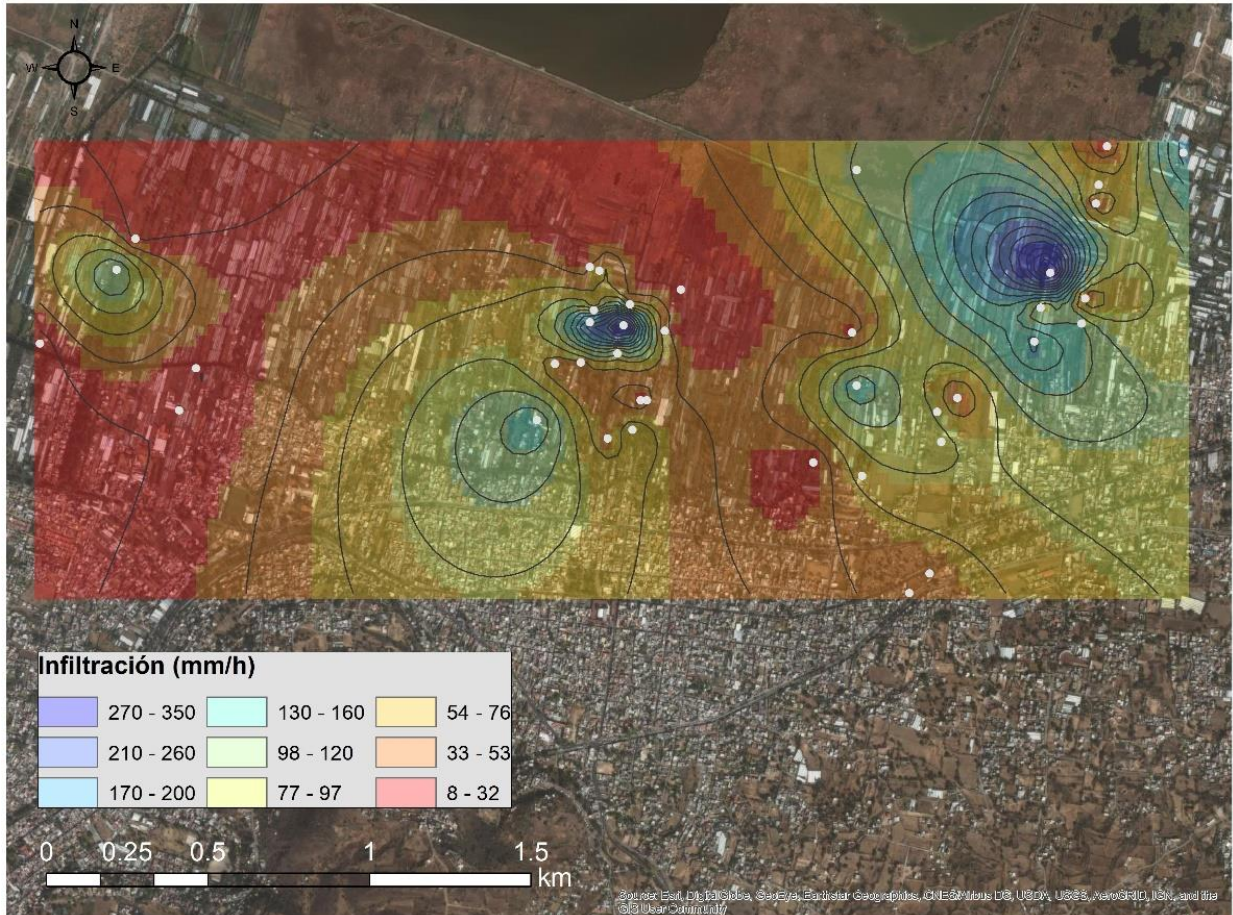 N
W E
S
Infiltración (mm/h)
270 - 350 130 - 160 54 - 76
210 - 260 98 - 120 33 - 53
170 - 200 77 - 97 8 - 32
0 0.25 0.5 1 1.5
km
Source: Esri, DigitalGlobe, GeoEye, Earthstar Geographics, CNES/Airbus DS, USDA, USGS, AeroGRID, IGN, and the
GIS User Community